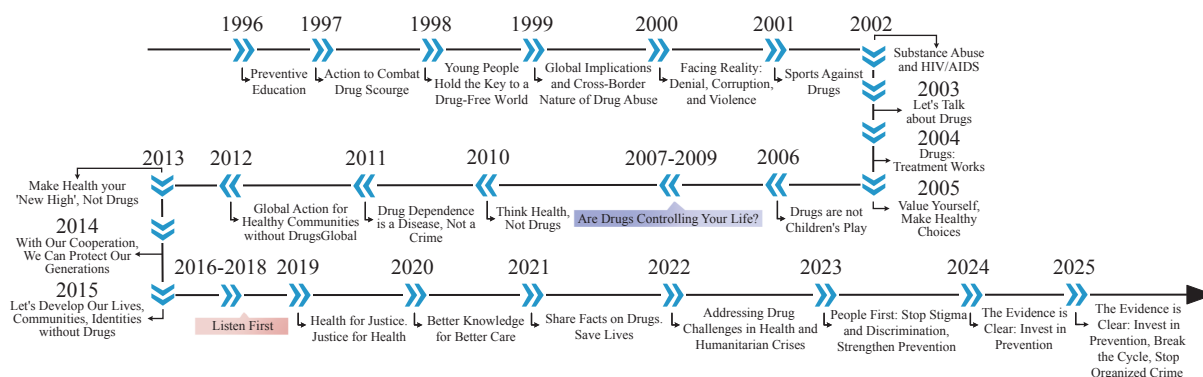 1996
1997
1998
1999
2000
2001
2002
Preventive
Education
Action to Combat
Drug Scourge
Young People
Hold the Key to a
Drug-Free World
Global Implications
and Cross-Border
Nature of Drug Abuse
Facing Reality:
Denial, Corruption,
and Violence
Sports Against
Drugs
Substance Abuse
and HIV/AIDS
2003
Let's Talk
about Drugs
2004
Drugs:
Treatment Works
2005
Value Yourself,
Make Healthy
Choices
2006
Drugs are not
Children's Play
2007-2009
Are Drugs Controlling Your Life?
2010
Think Health,
Not Drugs
2011
Drug Dependence
is a Disease, Not a
Crime
2012
Global Action for
Healthy Communities
without DrugsGlobal
2013
Make Health your
'New High', Not Drugs
2014
With Our Cooperation,
We Can Protect Our
Generations
2015
Let's Develop Our Lives,
Communities, Identities
without Drugs
2016-2018
Listen First
2019
Health for Justice.
Justice for Health
2020
Better Knowledge
for Better Care
2021
Share Facts on Drugs.
Save Lives
2022
Addressing Drug
Challenges in Health and
Humanitarian Crises
2023
People First: Stop Stigma
and Discrimination,
Strengthen Prevention
2024
The Evidence is
Clear: Invest in
Prevention
2025
The Evidence is
Clear: Invest in
Prevention, Break
the Cycle, Stop
Organized Crime